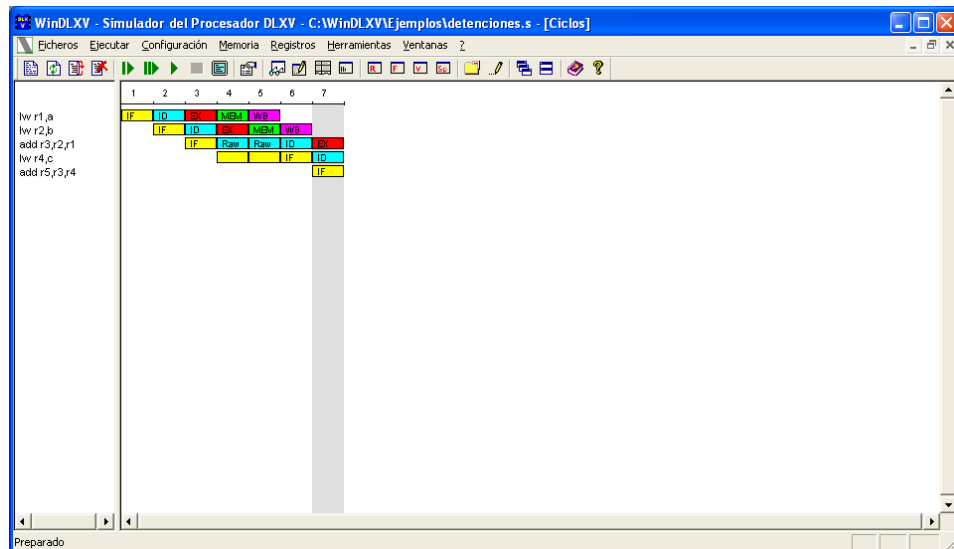 WinDLXV - Simulador del Procesador DLXV - C:\WinDLXV\Ejemplos\detenciones.s - [Ciclos]
Ficheros Ejecutar Configuración Memoria Registros Herramientas Ventanas ?
R F V Sp
1 2 3 4 5 6 7
lw r1,a IF ID EX MEM WB
lw r2,b IF ID EX MEM WB
add r3,r2,r1 IF Raw Raw ID EX
lw r4,c IF ID
add r5,r3,r4 IF
Preparado